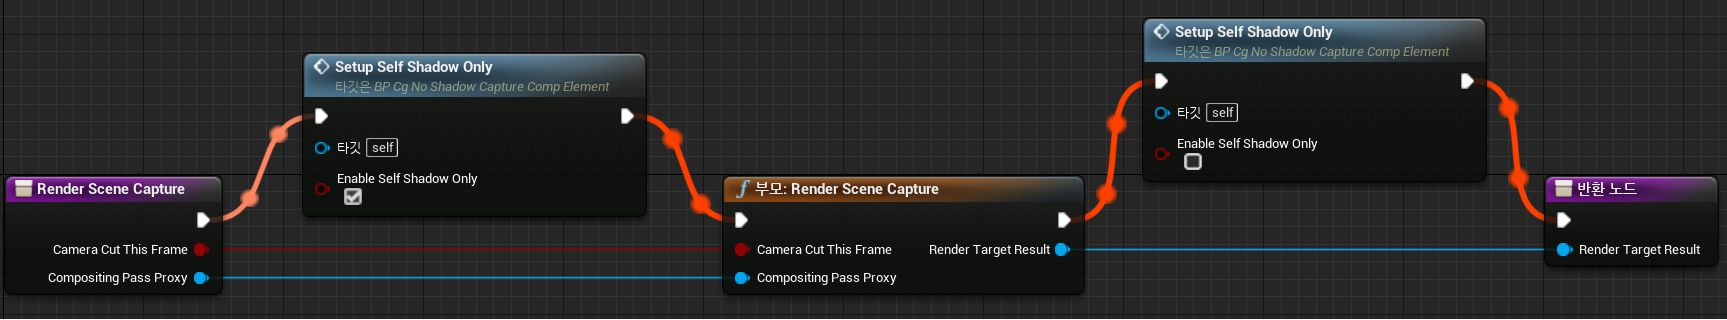 Render Scene Capture
Camera Cut This Frame
Compositing Pass Proxy
Setup Self Shadow Only
타깃은 BP Cg No Shadow Capture Comp Element
타깃 self
Enable Self Shadow Only
부모: Render Scene Capture
Camera Cut This Frame Render Target Result
Compositing Pass Proxy
Setup Self Shadow Only
타깃은 BP Cg No Shadow Capture Comp Element
타깃 self
Enable Self Shadow Only
반환 노드
Render Target Result